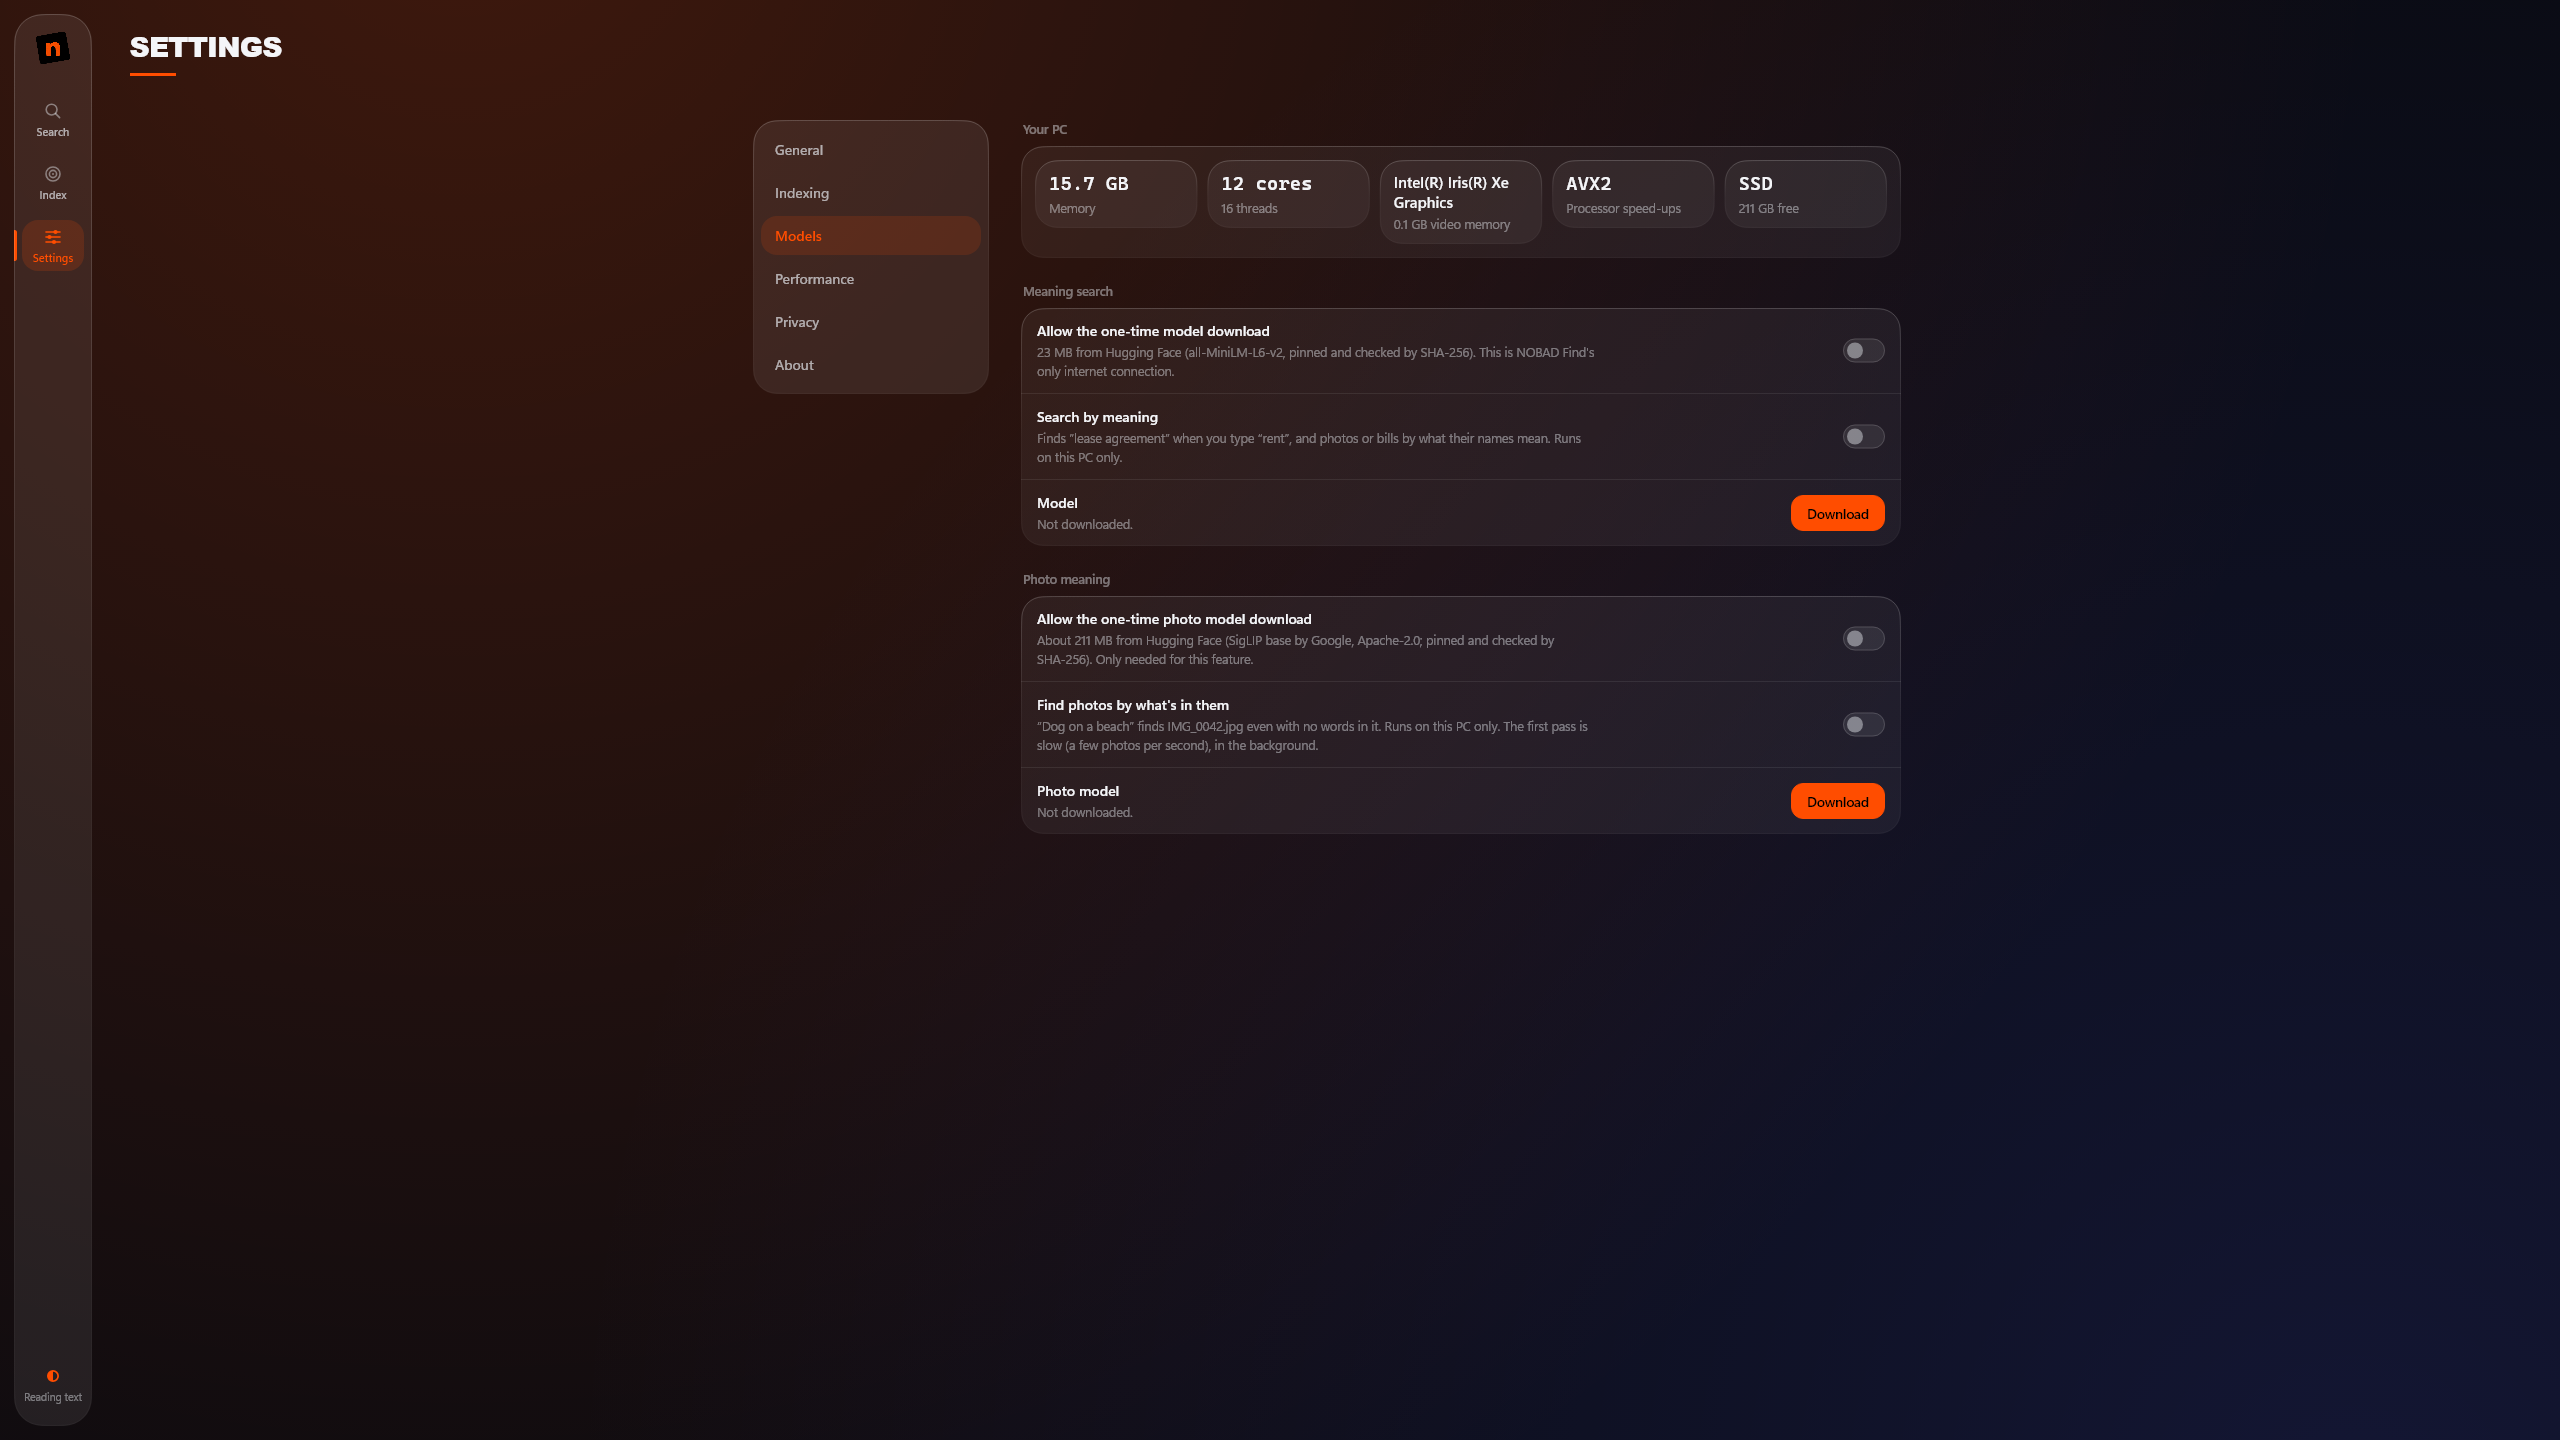 n
SETTINGS
Search
Index
Settings
Reading text
General
Indexing
Models
Performance
Privacy
About
Your PC
15.7 GB
Memory
12 cores
16 threads
Intel(R) Iris(R) Xe
Graphics
0.1 GB video memory
AVX2
Processor speed-ups
SSD
211 GB free
Meaning search
Allow the one-time model download
23 MB from Hugging Face (all-MiniLM-L6-v2, pinned and checked by SHA-256). This is NOBAD Find's
only internet connection.
Search by meaning
Finds "lease agreement" when you type "rent", and photos or bills by what their names mean. Runs
on this PC only.
Model
Not downloaded.
Download
Photo meaning
Allow the one-time photo model download
About 211 MB from Hugging Face (SigLIP base by Google, Apache-2.0; pinned and checked by
SHA-256). Only needed for this feature.
Find photos by what's in them
"Dog on a beach" finds IMG_0042.jpg even with no words in it. Runs on this PC only. The first pass is
slow (a few photos per second), in the background.
Photo model
Not downloaded.
Download